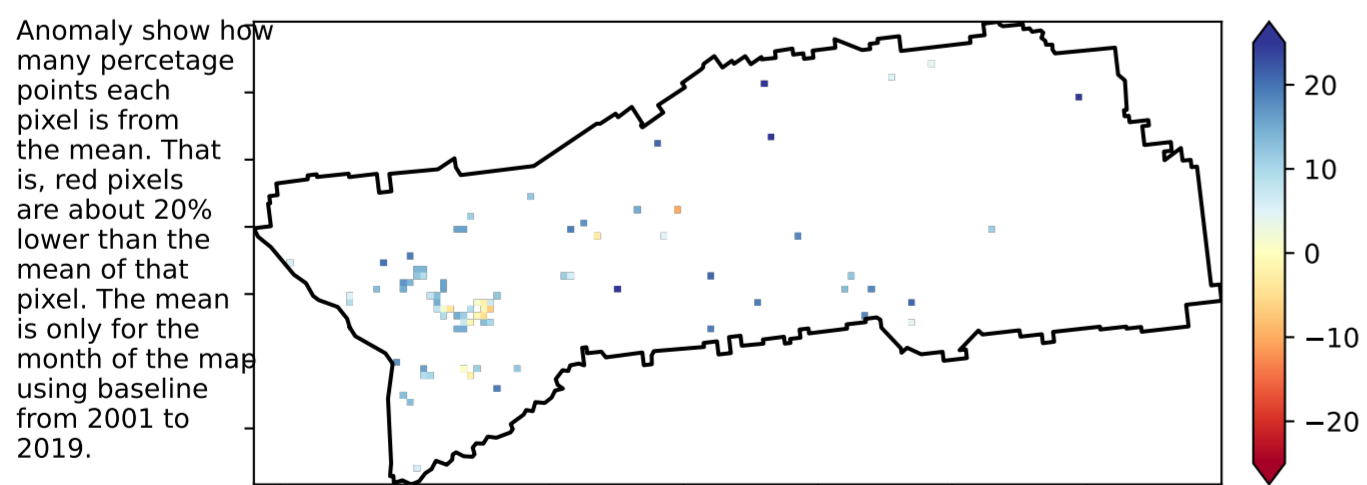 Anomaly show how
many percetage
points each
pixel is from
the mean. That
is, red pixels
are about 20%
lower than the
mean of that
pixel. The mean
is only for the
month of the map
using baseline
from 2001 to
2019.
20
10
0
−10
−20